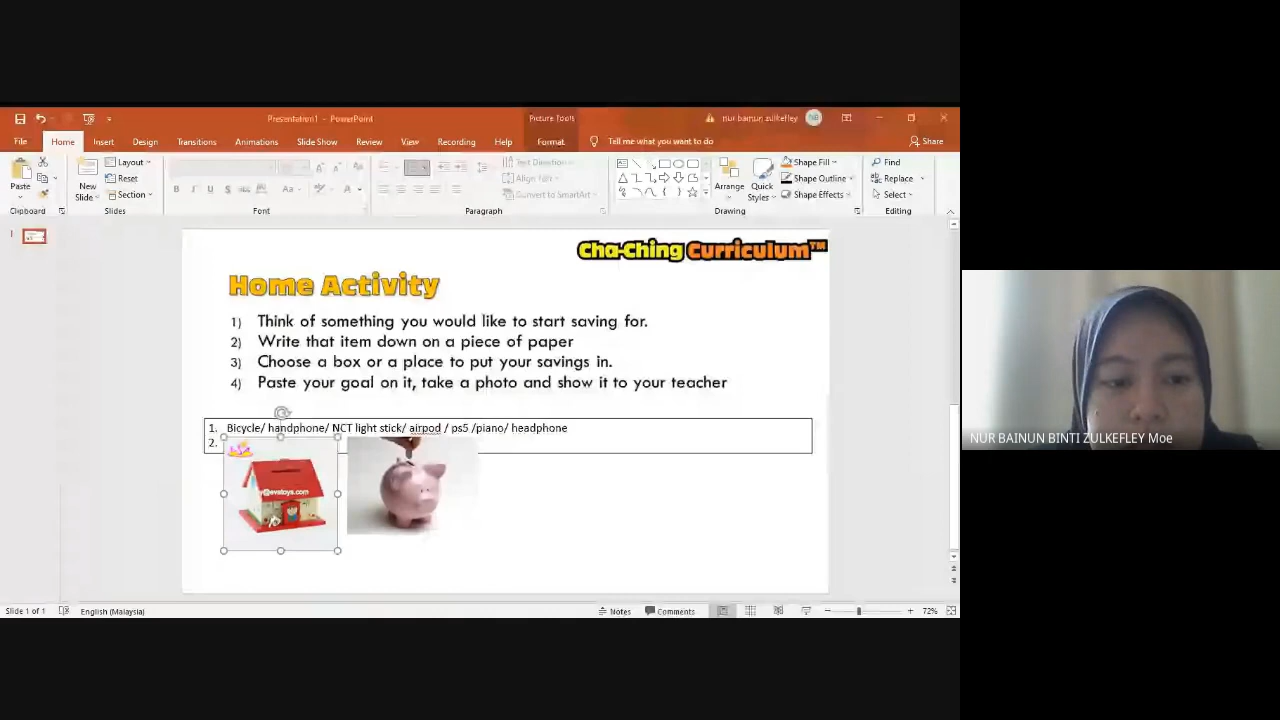 Presentation1 - PowerPoint
Picture Tools
nur bainun zulkefley
NB
File
Home
Insert
Design
Transitions
Animations
Slide Show
Review
View
Recording
Help
Format
Tell me what you want to do
Share
Paste
Clipboard
New
Slide
Layout
Reset
Section
Slides
B I U S
Aa
A
Font
Text Direction
Align Text
Convert to SmartArt
Paragraph
Arrange
Quick
Styles
Shape Fill
Shape Outline
Shape Effects
Drawing
Find
Replace
Select
Editing
1
Cha-Ching Curriculum™
Home Activity
1) Think of something you would like to start saving for.
2) Write that item down on a piece of paper
3) Choose a box or a place to put your savings in.
4) Paste your goal on it, take a photo and show it to your teacher
1. Bicycle/ handphone/ NCT light stick/ airpod / ps5 /piano/ headphone
2.
NUR BAINUN BINTI ZULKEFLEY Moe
Slide 1 of 1
English (Malaysia)
Notes
Comments
72%